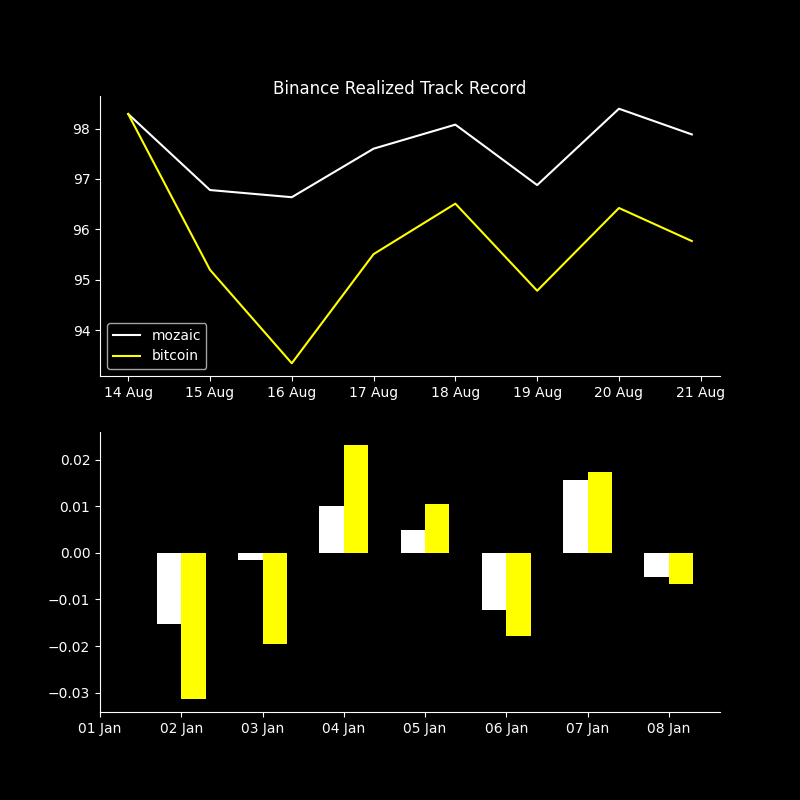 Binance Realized Track Record
98
97
96
95
94
mozaic
bitcoin
14 Aug 15 Aug 16 Aug 17 Aug 18 Aug 19 Aug 20 Aug 21 Aug
0.02
0.01
0.00
−0.01
−0.02
−0.03
01 Jan 02 Jan 03 Jan 04 Jan 05 Jan 06 Jan 07 Jan 08 Jan